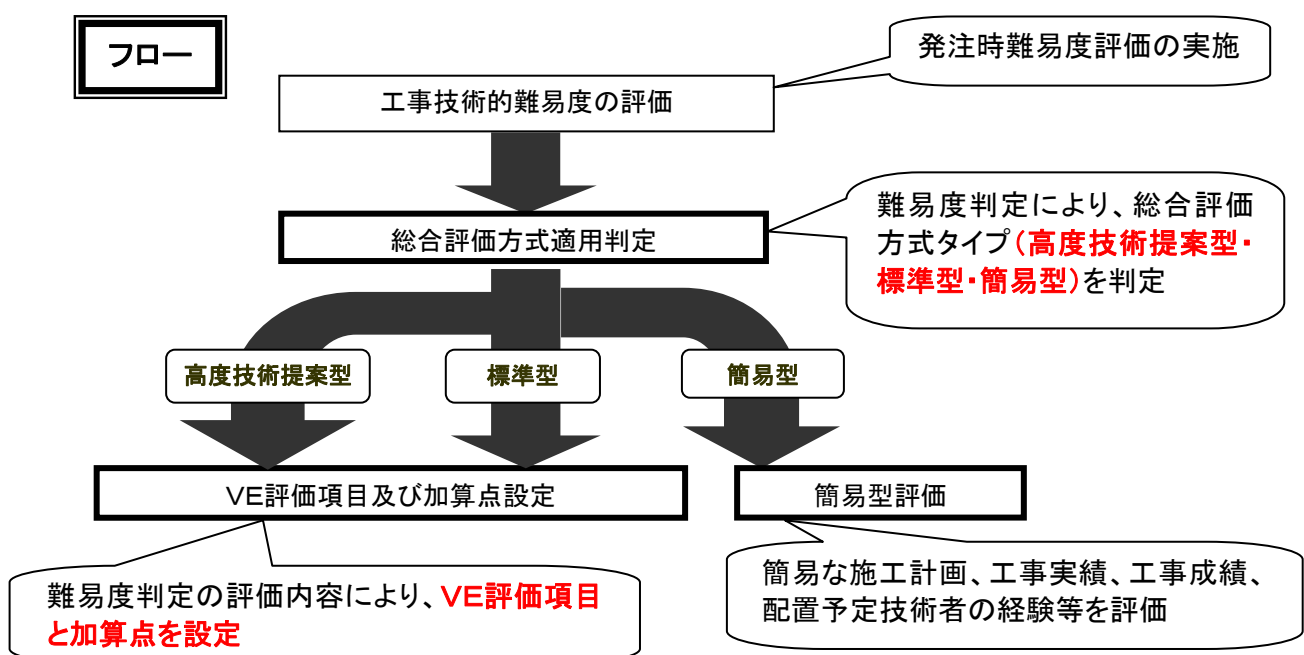 フロー
発注時難易度評価の実施
工事技術的難易度の評価
難易度判定により、総合評価
方式タイプ(高度技術提案型・
標準型・簡易型)を判定
総合評価方式適用判定
高度技術提案型
標準型
簡易型
VE評価項目及び加算点設定
簡易型評価
難易度判定の評価内容により、VE評価項目
と加算点を設定
簡易な施工計画、工事実績、工事成績、
配置予定技術者の経験等を評価